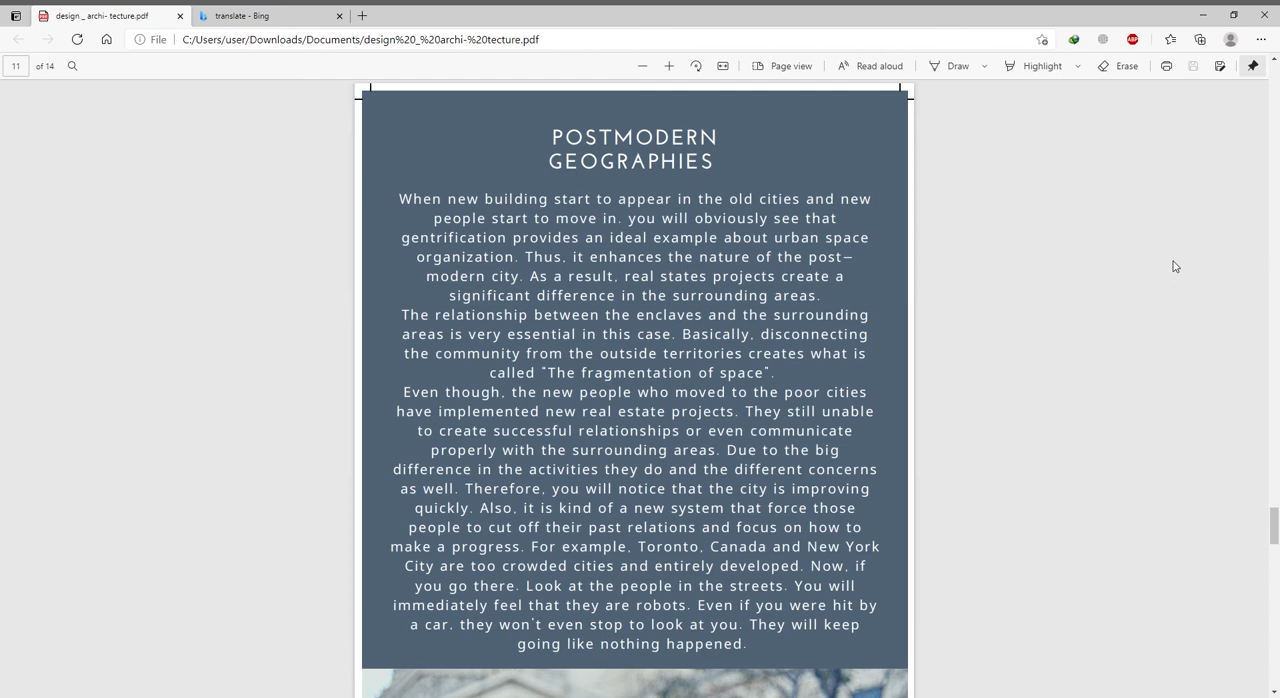 design _ archi- tecture.pdf
translate - Bing
File
C:/Users/user/Downloads/Documents/design%20_%20archi-%20tecture.pdf
ABP
11 of 14
Page view
Read aloud
Draw
Highlight
Erase
POSTMODERN
GEOGRAPHIES
When new building start to appear in the old cities and new
people start to move in. you will obviously see that
gentrification provides an ideal example about urban space
organization. Thus, it enhances the nature of the post–
modern city. As a result, real states projects create a
significant difference in the surrounding areas.
The relationship between the enclaves and the surrounding
areas is very essential in this case. Basically, disconnecting
the community from the outside territories creates what is
called "The fragmentation of space".
Even though, the new people who moved to the poor cities
have implemented new real estate projects. They still unable
to create successful relationships or even communicate
properly with the surrounding areas. Due to the big
difference in the activities they do and the different concerns
as well. Therefore, you will notice that the city is improving
quickly. Also, it is kind of a new system that force those
people to cut off their past relations and focus on how to
make a progress. For example, Toronto, Canada and New York
City are too crowded cities and entirely developed. Now, if
you go there. Look at the people in the streets. You will
immediately feel that they are robots. Even if you were hit by
a car, they won't even stop to look at you. They will keep
going like nothing happened.